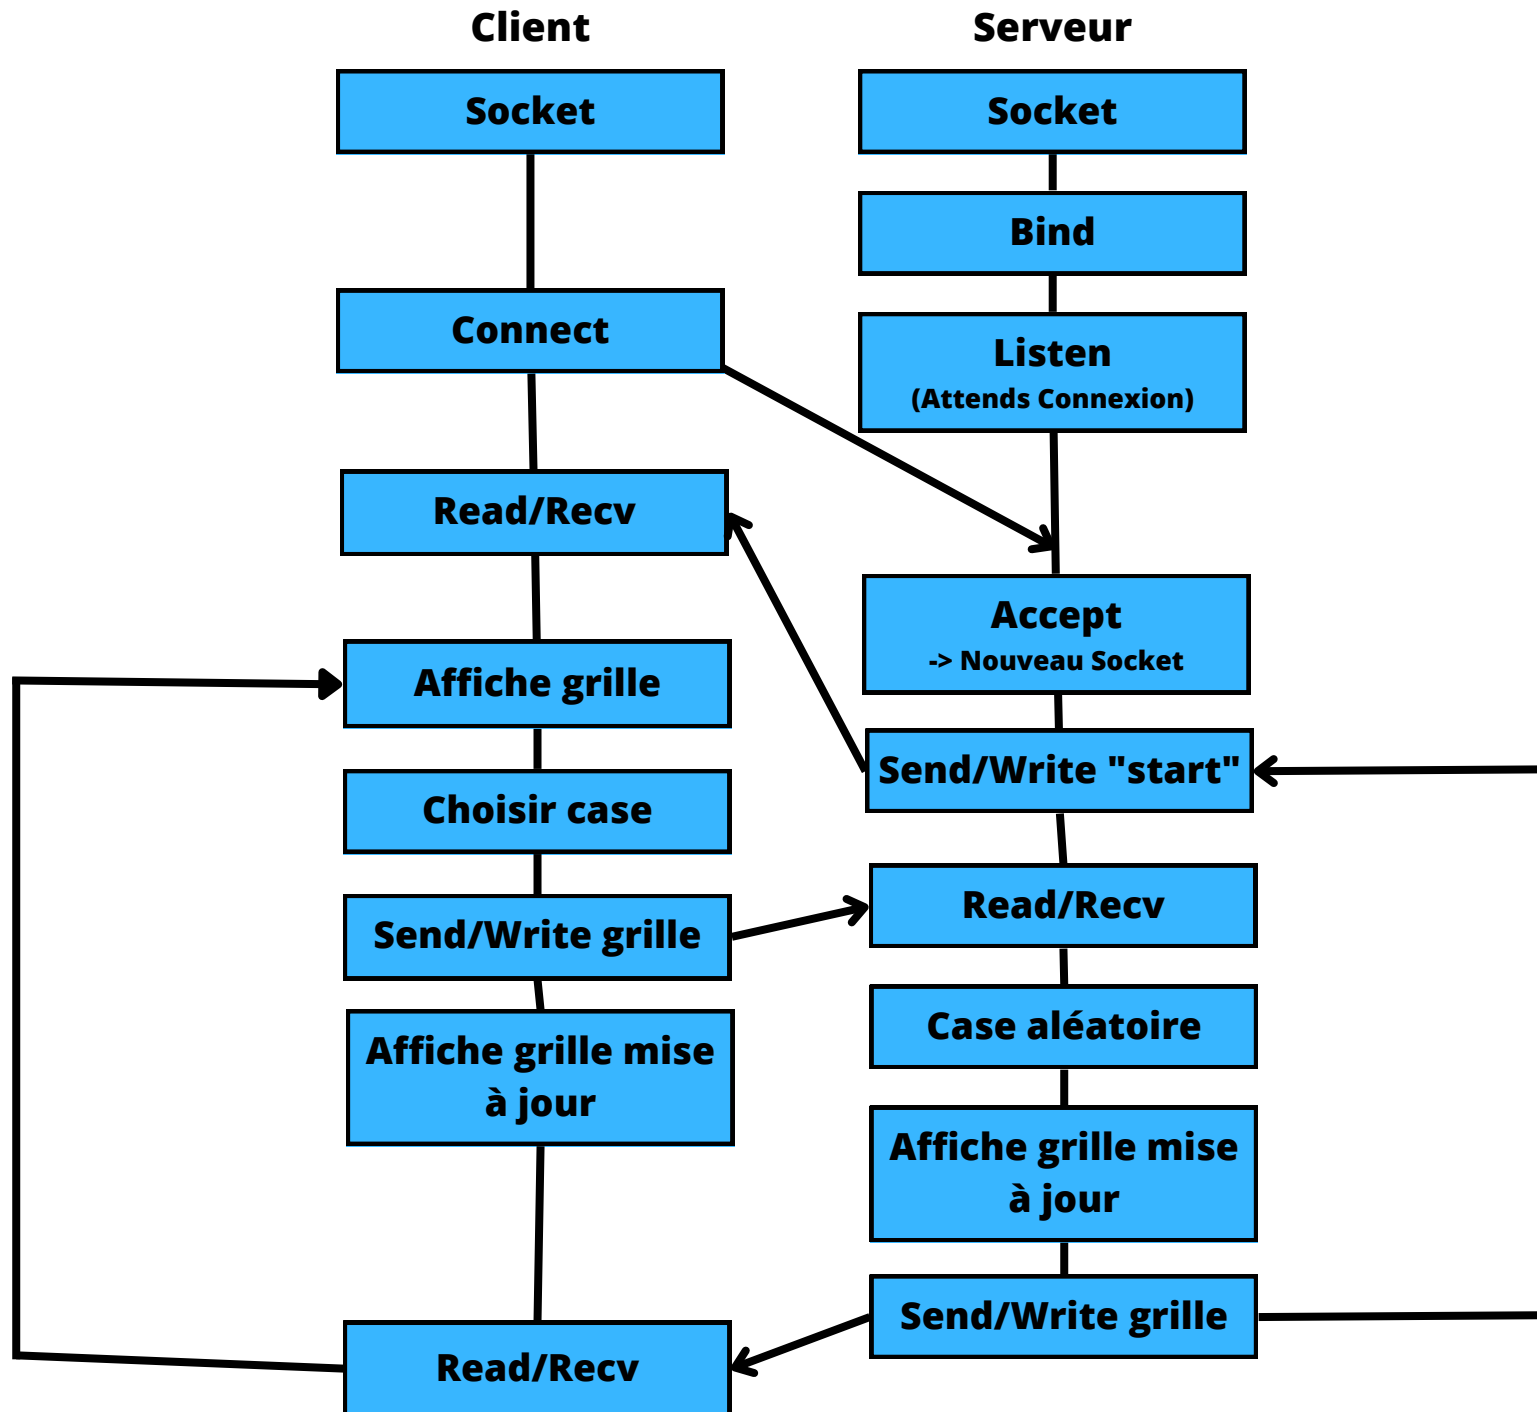 Client
Serveur
Socket
Socket
Bind
Connect
Listen
(Attends Connexion)
Read/Recv
Accept
-> Nouveau Socket
Affiche grille
Send/Write "start"
Choisir case
Read/Recv
Send/Write grille
Case aléatoire
Affiche grille mise
à jour
Affiche grille mise
à jour
Send/Write grille
Read/Recv